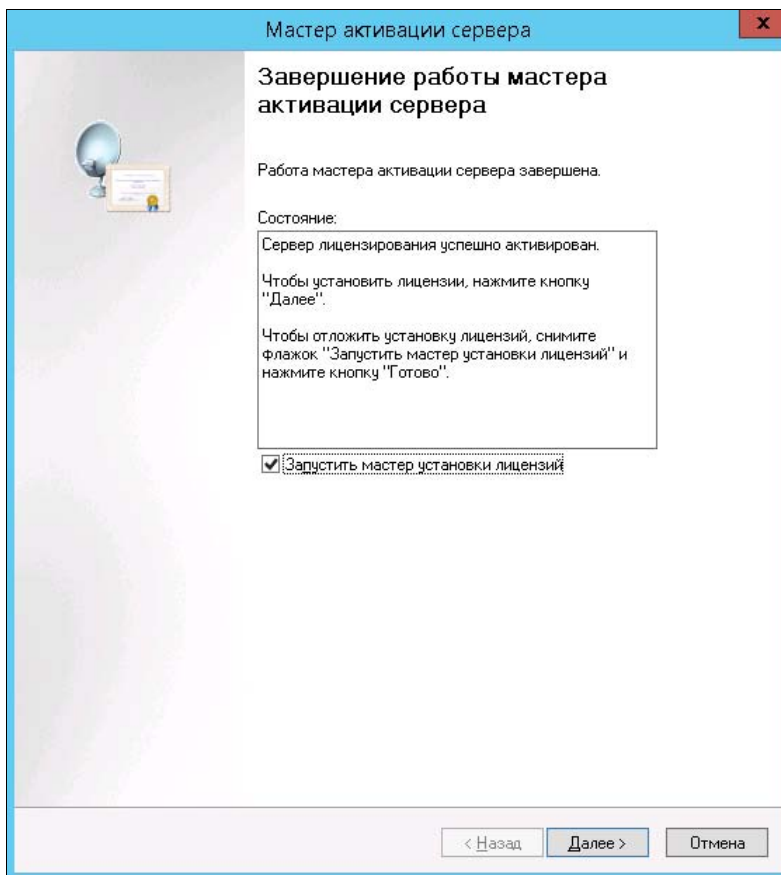 Мастер активации сервера
x
Завершение работы мастера
активации сервера
Работа мастера активации сервера завершена.
Состояние:
Сервер лицензирования успешно активирован.
Чтобы установить лицензии, нажмите кнопку
"Далее".
Чтобы отложить установку лицензий, снимите
флажок "Запустить мастер установки лицензий" и
нажмите кнопку "Готово".
Запустить мастер установки лицензий
< Назад
Далее >
Отмена